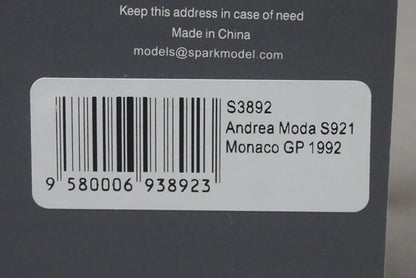 Keep this address in case of need
Made in China
models@sparkmodel.com
S3892
Andrea Moda S921
Monaco GP 1992
9 580006 938923